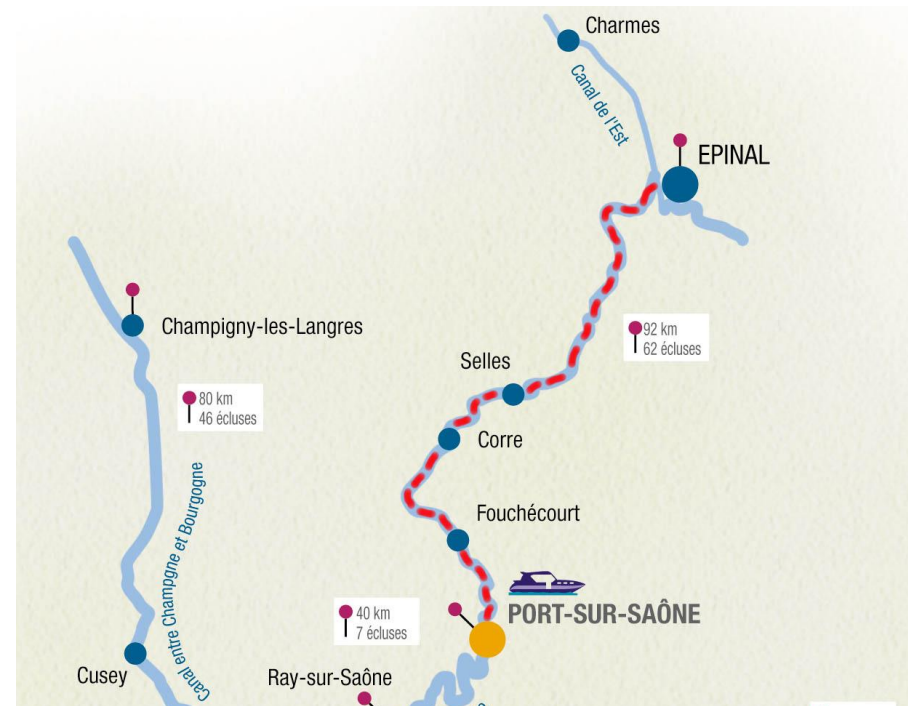 Charmes
Canal de l'Est
EPINAL
Champigny-les-Langres
92 km
62 écluses
Selles
80 km
46 écluses
Corre
Canal entre Champgne et Bourgogne
Fouchécourt
40 km
7 écluses
PORT-SUR-SAÔNE
Cusey
Ray-sur-Saône